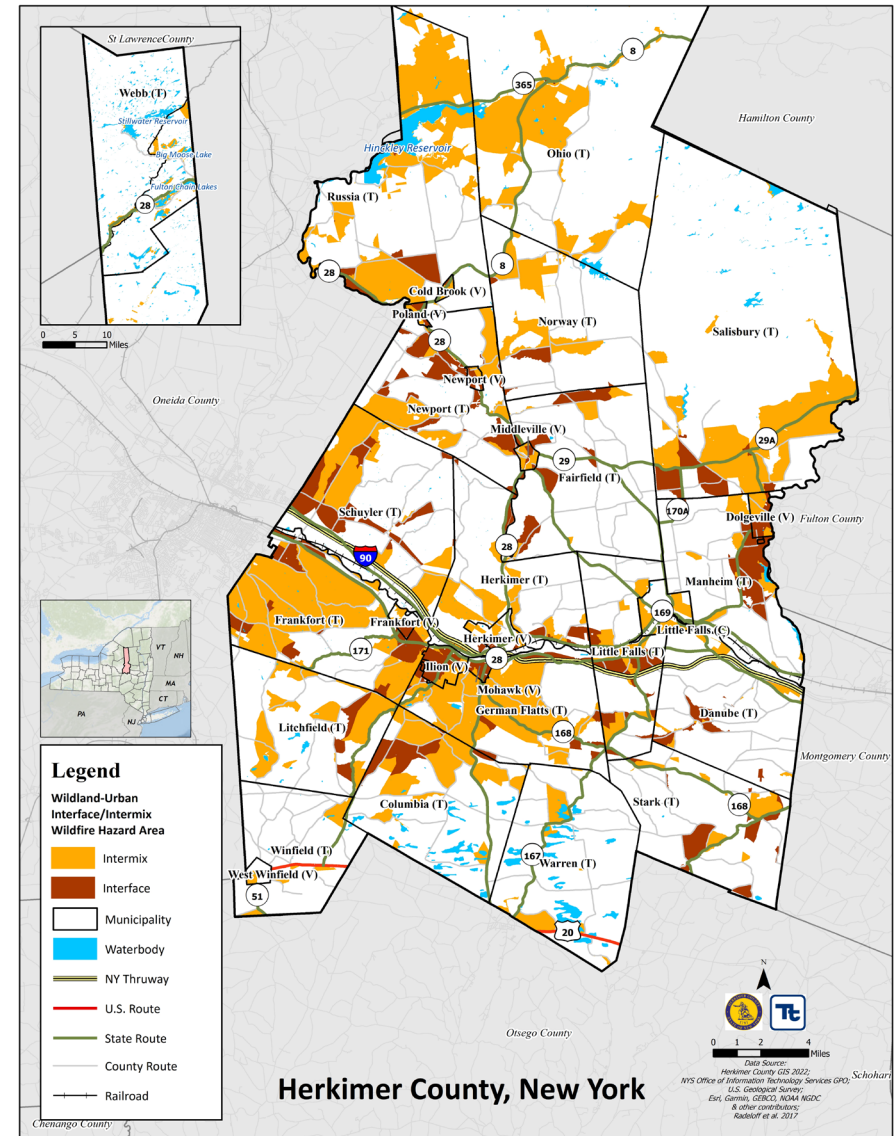 St LawrenceCounty
Webb (T)
Stillwater Reservoir
Big Moose Lake
Fulton Chain Lakes
28
0 5 10
Miles
8
365
Hamilton County
Hinckley Reservoir
Ohio (T)
Russia (T)
8
28
Cold Brook (V)
Poland (V)
Norway (T)
Salisbury (T)
28
Newport (V)
Oneida County
Newport (T)
Middleville (V)
29A
29
Fairfield (T)
Schuyler (T)
170A
Dolgeville (V)
Fulton County
28
90
Herkimer (T)
Manheim (T)
169
Frankfort (T)
Frankfort (V)
Little Falls (C)
Herkimer (V)
171
28
Little Falls (T)
Ilion (V)
Mohawk (V)
German Flatts (T)
Danube (T)
Litchfield (T)
168
Montgomery County
Columbia (T)
Stark (T)
168
Winfield (T)
167
Warren (T)
West Winfield (V)
51
20
VT
NH
MA
CT
PA
NJ
Legend
Wildland-Urban
Interface/Intermix
Wildfire Hazard Area
Intermix
Interface
Municipality
Waterbody
NY Thruway
U.S. Route
State Route
County Route
Railroad
Otsego County
N
Tt
0 1 2 4
Miles
Data Source:
Herkimer County GIS 2022;
NYS Office of Information Technology Services GPO;
U.S. Geological Survey;
Esri, Garmin, GEBCO, NOAA NGDC
& other contributors;
Radeloff et al. 2017
Schohari
Herkimer County, New York
Chenango County